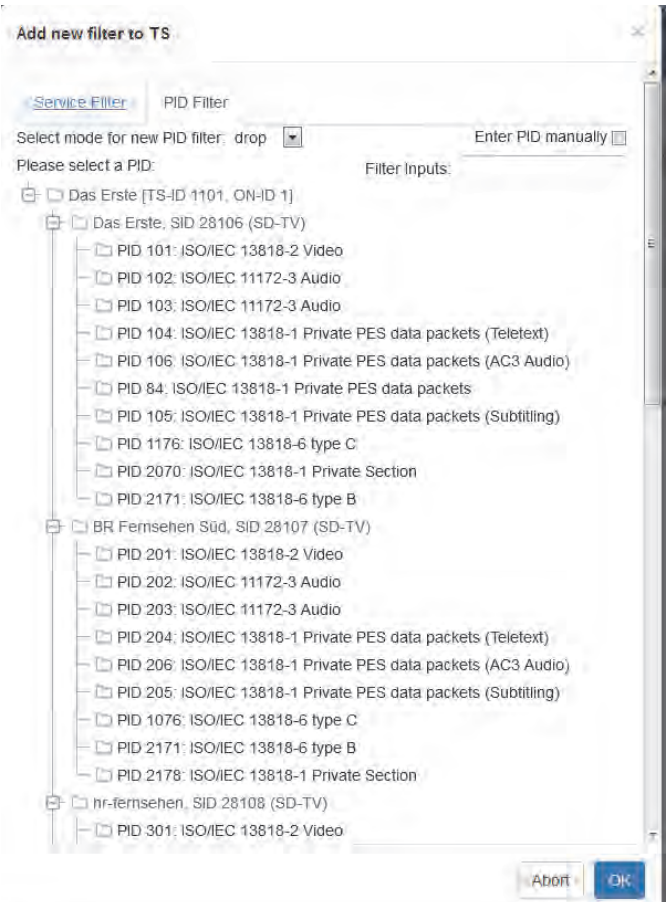 Add new filter to TS
Service Filter PID Filter
Select mode for new PID filter: drop Enter PID manually
Please select a PID: Filter Inputs:
Das Erste [TS-ID 1101, ON-ID 1]
Das Erste, SID 28106 (SD-TV)
PID 101: ISO/IEC 13818-2 Video
PID 102: ISO/IEC 11172-3 Audio
PID 103: ISO/IEC 11172-3 Audio
PID 104: ISO/IEC 13818-1 Private PES data packets (Teletext)
PID 106: ISO/IEC 13818-1 Private PES data packets (AC3 Audio)
PID 84: ISO/IEC 13818-1 Private PES data packets
PID 105: ISO/IEC 13818-1 Private PES data packets (Subtitling)
PID 1176: ISO/IEC 13818-6 type C
PID 2070: ISO/IEC 13818-1 Private Section
PID 2171: ISO/IEC 13818-6 type B
BR Fernsehen Süd, SID 28107 (SD-TV)
PID 201: ISO/IEC 13818-2 Video
PID 202: ISO/IEC 11172-3 Audio
PID 203: ISO/IEC 11172-3 Audio
PID 204: ISO/IEC 13818-1 Private PES data packets (Teletext)
PID 206: ISO/IEC 13818-1 Private PES data packets (AC3 Audio)
PID 205: ISO/IEC 13818-1 Private PES data packets (Subtitling)
PID 1076: ISO/IEC 13818-6 type C
PID 2171: ISO/IEC 13818-6 type B
PID 2178: ISO/IEC 13818-1 Private Section
hr-fernsehen, SID 28108 (SD-TV)
PID 301: ISO/IEC 13818-2 Video
Abort OK